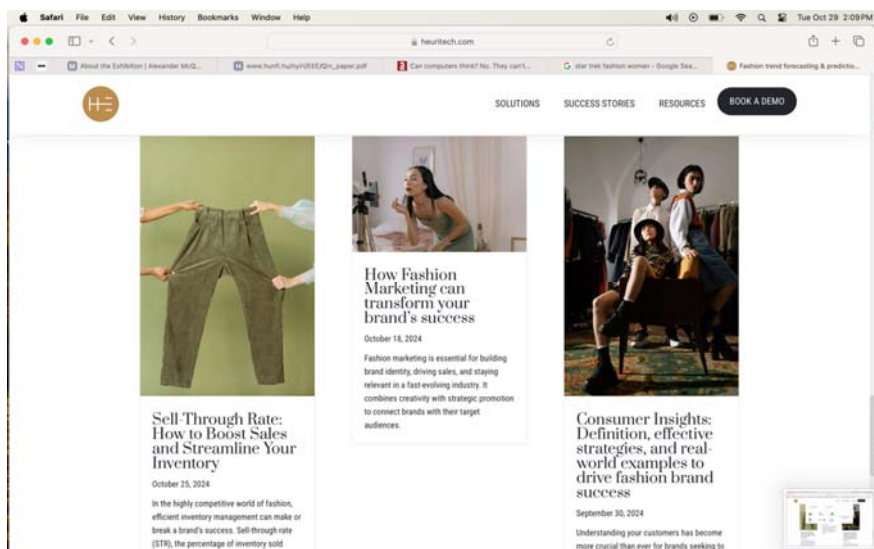 Safari File Edit View History Bookmarks Window Help
Tue Oct 29 2:09 PM
heuritech.com
About the Exhibition | Alexander McQ...
Can computers think? No. They can't...
star trek fashion women - Google Sea...
Fashion trend forecasting & predictio...
HE
SOLUTIONS
SUCCESS STORIES
RESOURCES
BOOK A DEMO
Sell-Through Rate:
How to Boost Sales
and Streamline Your
Inventory
October 25, 2024
In the highly competitive world of fashion,
efficient inventory management can make or
break a brand's success. Sell-through rate
(STR), the percentage of inventory sold
How Fashion
Marketing can
transform your
brand's success
October 18, 2024
Fashion marketing is essential for building
brand identity, driving sales, and staying
relevant in a fast-evolving industry. It
combines creativity with strategic promotion
to connect brands with their target
audiences.
Consumer Insights:
Definition, effective
strategies, and real-
world examples to
drive fashion brand
success
September 30, 2024
Understanding your customers has become
more crucial than ever for brands seeking to